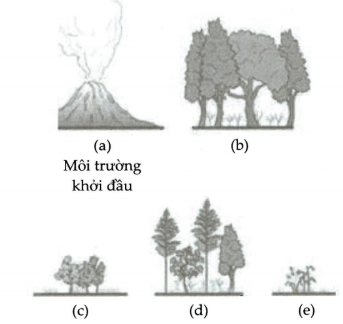 (a)
(b)
Môi trường
khởi đầu
(c)
(d)
(e)